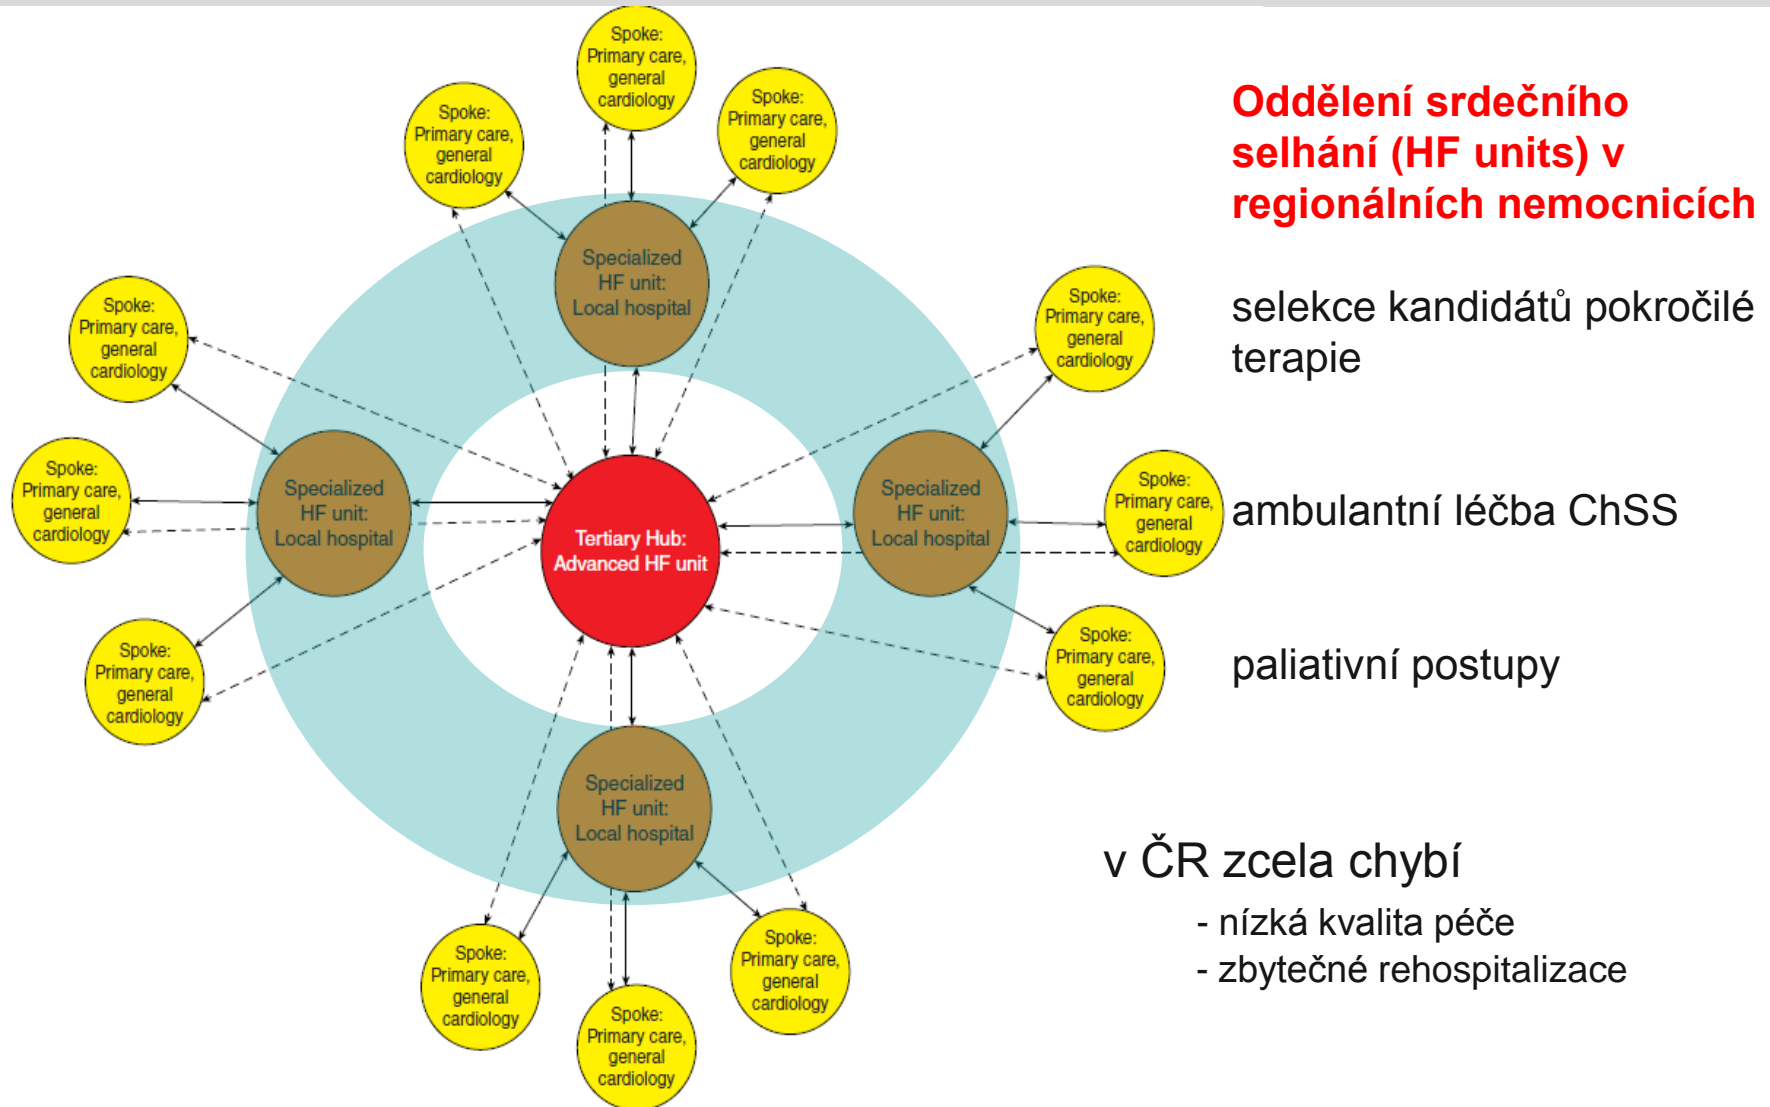 Spoke:
Primary care,
general
cardiology
Spoke:
Primary care,
general
cardiology
Spoke:
Primary care,
general
cardiology
Specialized
HF unit:
Local hospital
Spoke:
Primary care,
general
cardiology
Spoke:
Primary care,
general
cardiology
Spoke:
Primary care,
general
cardiology
Specialized
HF unit:
Local hospital
Tertiary Hub:
Advanced HF unit
Specialized
HF unit:
Local hospital
Spoke:
Primary care,
general
cardiology
Spoke:
Primary care,
general
cardiology
Spoke:
Primary care,
general
cardiology
Specialized
HF unit:
Local hospital
Spoke:
Primary care,
general
cardiology
Spoke:
Primary care,
general
cardiology
Spoke:
Primary care,
general
cardiology
Oddělení srdečního
selhání (HF units) v
regionálních nemocnicích
selekce kandidátů pokročilé
terapie
ambulantní léčba ChSS
paliativní postupy
v ČR zcela chybí
- nízká kvalita péče
- zbytečné rehospitalizace